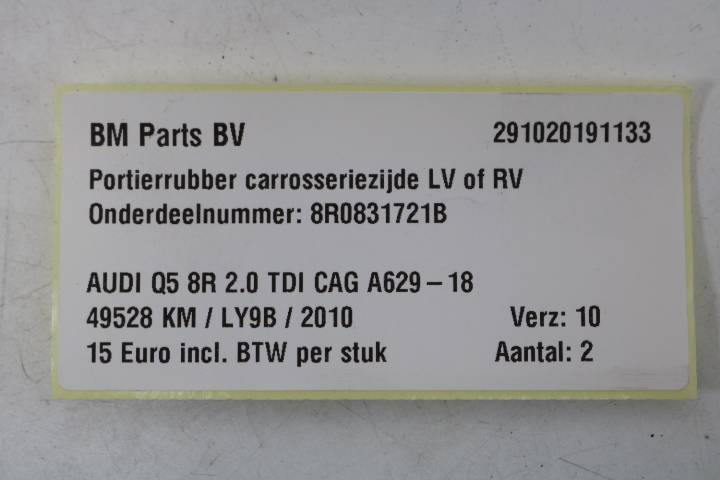 BM Parts BV 291020191133
Portierrubber carrosseriezijde LV of RV
Onderdeelnummer: 8R0831721B
AUDI Q5 8R 2.0 TDI CAG A629-18
49528 KM / LY9B / 2010 Verz: 10
15 Euro incl. BTW per stuk Aantal: 2